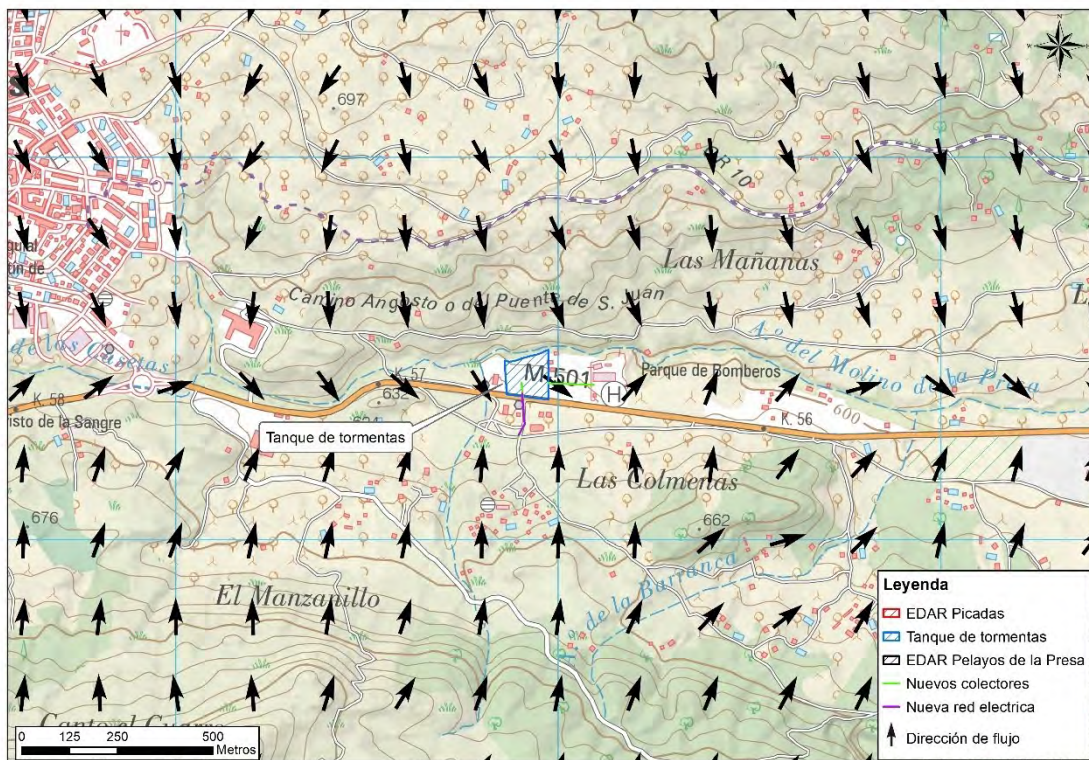 697
GR 10
Las Mañanas
Camino Angosto o del Puente de S. Juan
de las Casetas
K. 57
632
M-501
Parque de Bomberos
A.º del Molino de la Presa
H
K. 58
isto de la Sangre
K. 56
600
Tanque de tormentas
Las Colmenas
676
662
El Manzanillo
A.º de la Barranca
Leyenda
EDAR Picadas
Tanque de tormentas
EDAR Pelayos de la Presa
Nuevos colectores
Nueva red electrica
Dirección de flujo
0 125 250 500
Metros